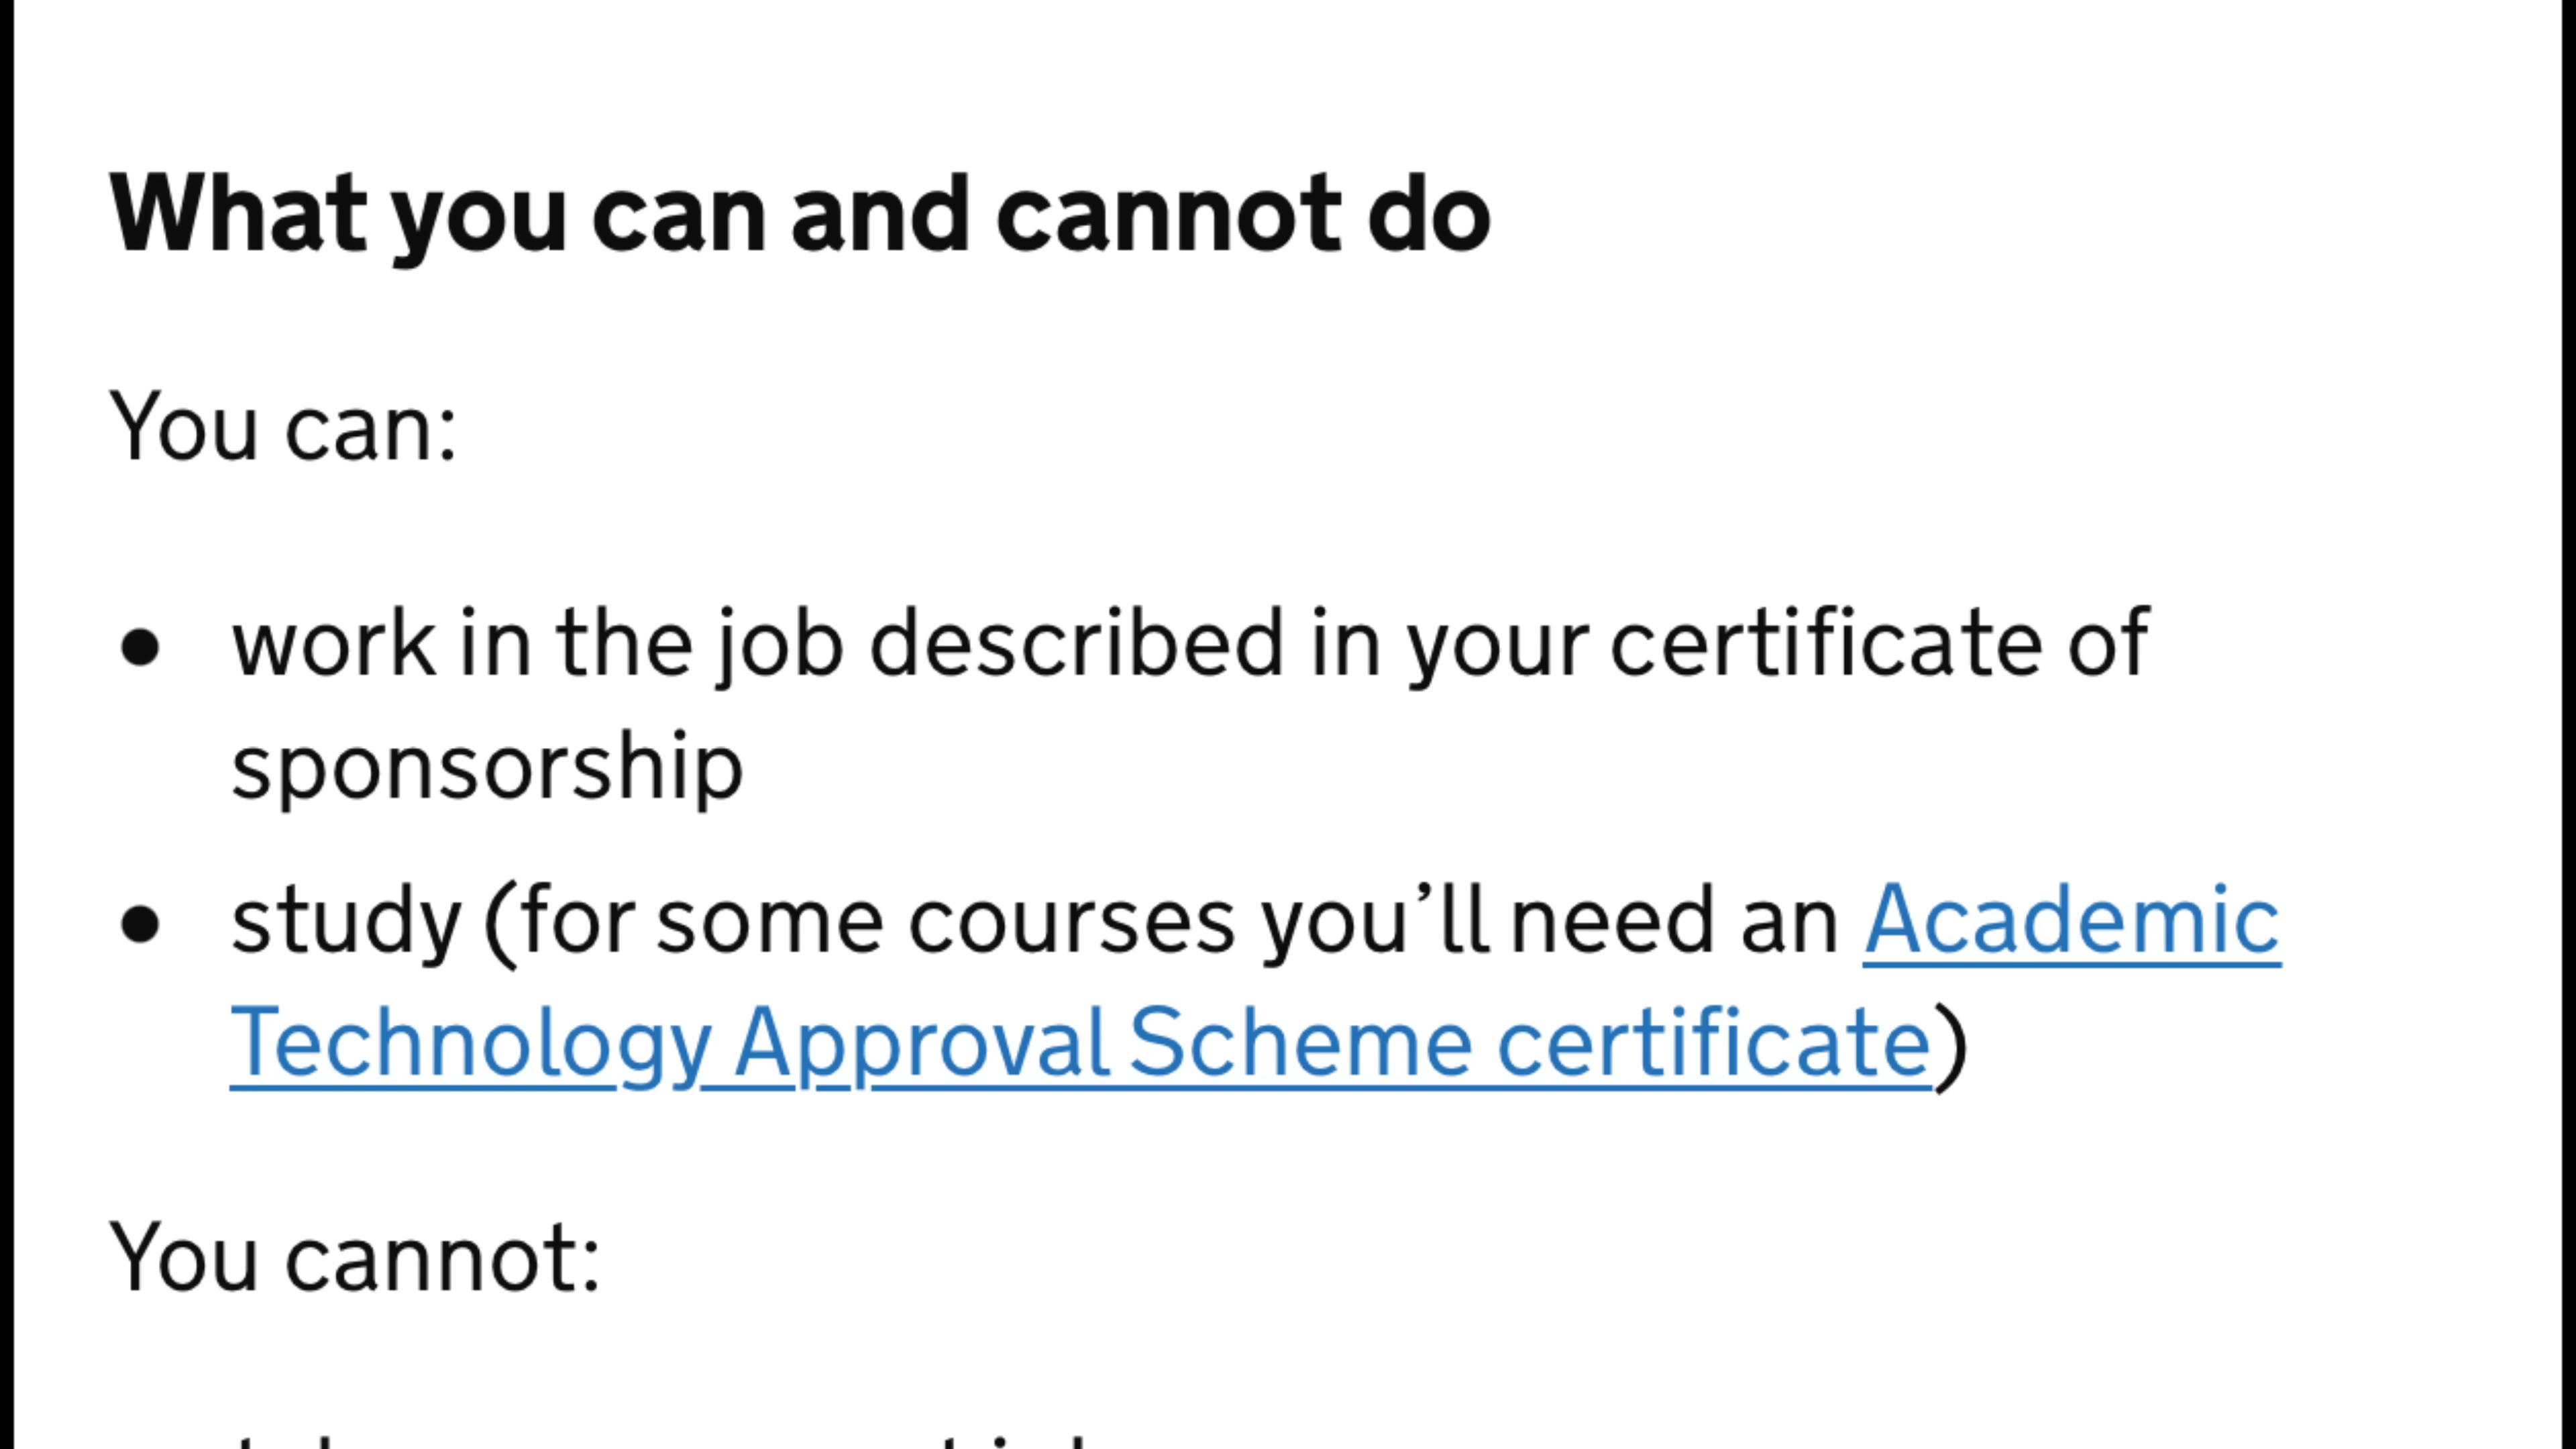 What you can and cannot do
You can:
• work in the job described in your certificate of
sponsorship
• study (for some courses you’ll need an Academic
Technology Approval Scheme certificate)
You cannot: